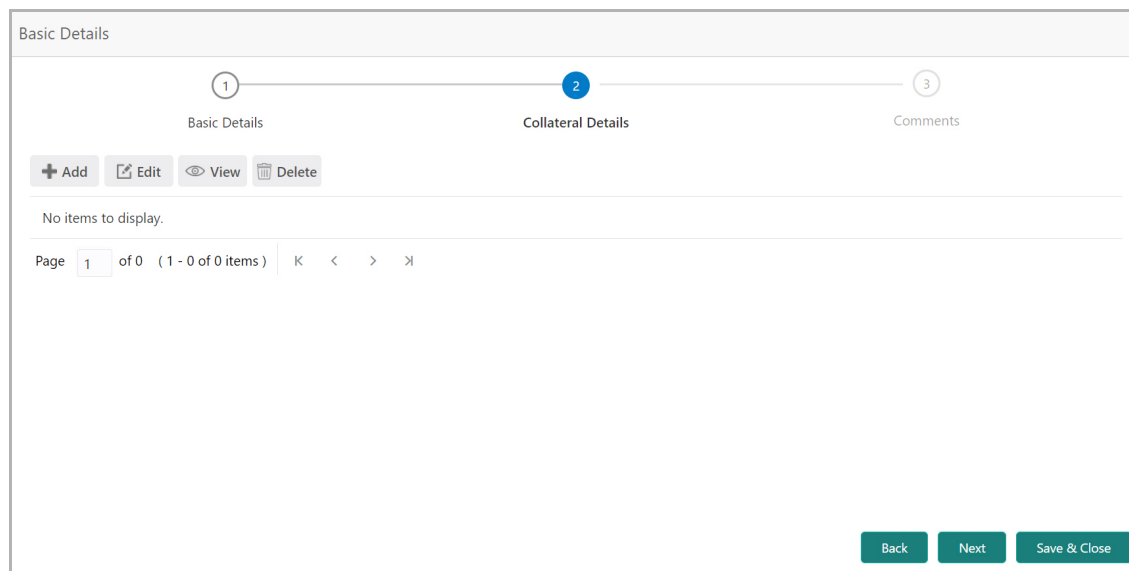 Basic Details
1 2 3
Basic Details Collateral Details Comments
Add Edit View Delete
No items to display.
Page 1 of 0 ( 1 - 0 of 0 items )
Back Next Save & Close